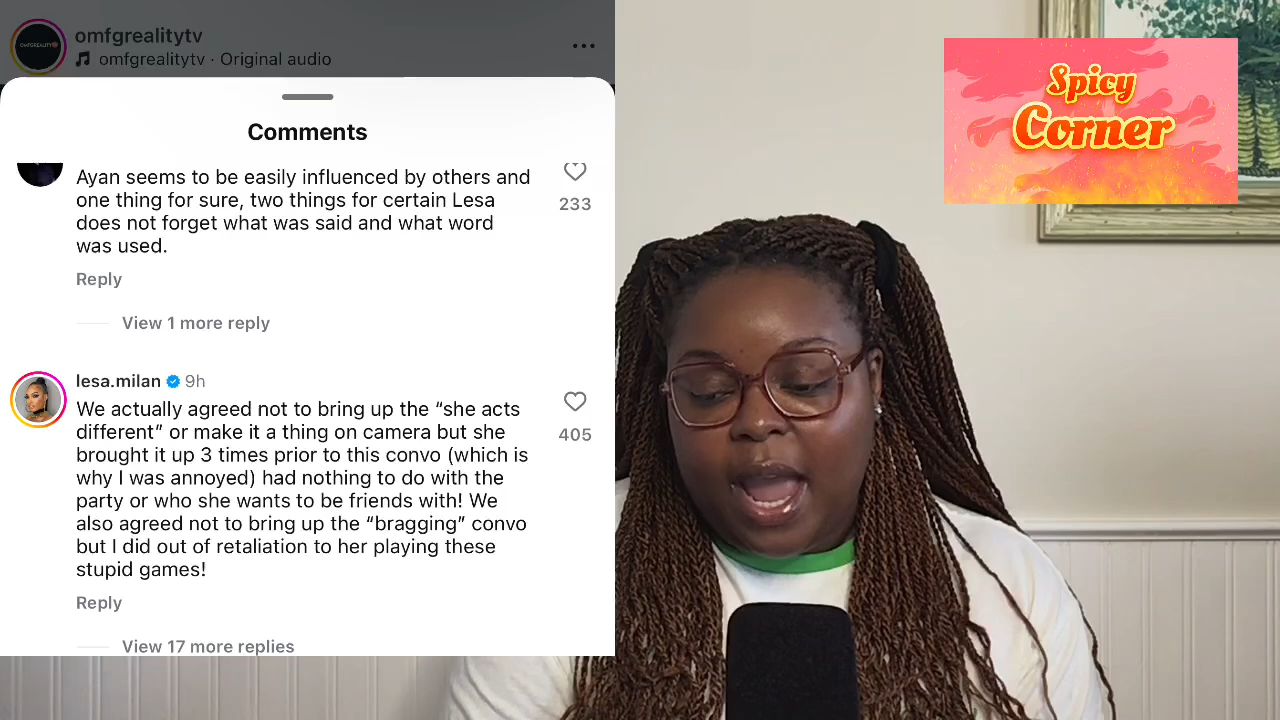 omfgrealitytv
omfgrealitytv · Original audio
Comments
Ayan seems to be easily influenced by others and
one thing for sure, two things for certain Lesa
does not forget what was said and what word
was used.
233
Reply
View 1 more reply
lesa.milan 9h
We actually agreed not to bring up the “she acts
different” or make it a thing on camera but she
brought it up 3 times prior to this convo (which is
why I was annoyed) had nothing to do with the
party or who she wants to be friends with! We
also agreed not to bring up the “bragging” convo
but I did out of retaliation to her playing these
stupid games!
405
Reply
View 17 more replies
Spicy
Corner